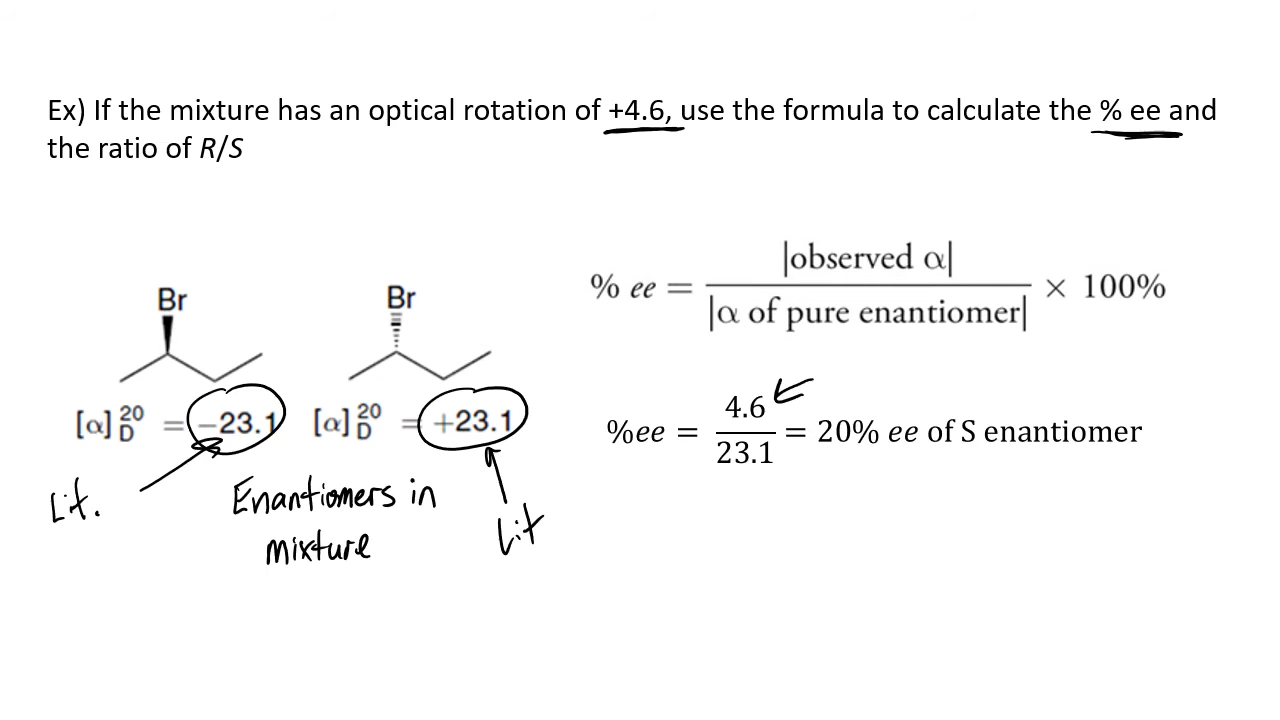 Ex) If the mixture has an optical rotation of +4.6, use the formula to calculate the % ee and
the ratio of R/S
% ee = |observed α| / |α of pure enantiomer| × 100%
Br
Br
[α]²⁰D = −23.1
[α]²⁰D = +23.1
%ee = 4.6 / 23.1 = 20% ee of S enantiomer
Lit.
Enantiomers in
mixture
Lit